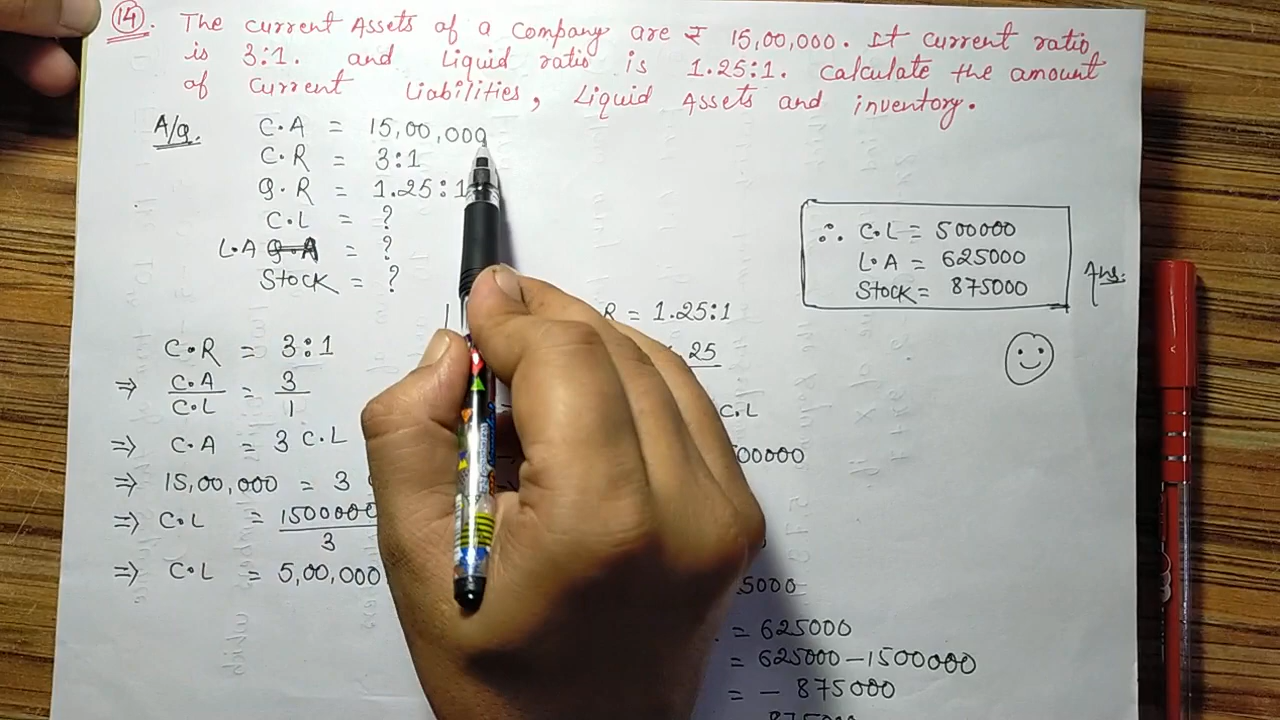 14. The current Assets of a Company are ₹ 15,00,000. It current ratio
is 3:1. and Liquid ratio is 1.25:1. Calculate the amount
of Current Liabilities, Liquid Assets and inventory.
A/Q. C.A = 15,00,000
C.R = 3:1
Q.R = 1.25:1
C.L = ?
L.A = ?
Stock = ?
∴ C.L = 500000
L.A = 625000
Stock = 875000
Ans.
C.R = 3:1
⇒ C.A/C.L = 3/1
⇒ C.A = 3 C.L
⇒ 15,00,000 = 3
⇒ C.L = 1500000/3
⇒ C.L = 5,00,000
R = 1.25:1
.25
C.L
00000
5000
= 625000
= 625000 - 1500000
= - 875000
875000